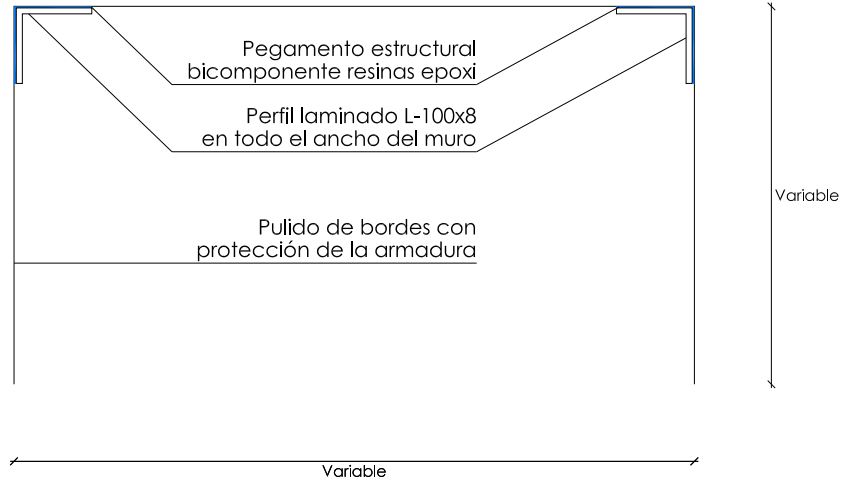 Pegamento estructural
bicomponente resinas epoxi
Perfil laminado L-100x8
en todo el ancho del muro
Variable
Pulido de bordes con
protección de la armadura
Variable